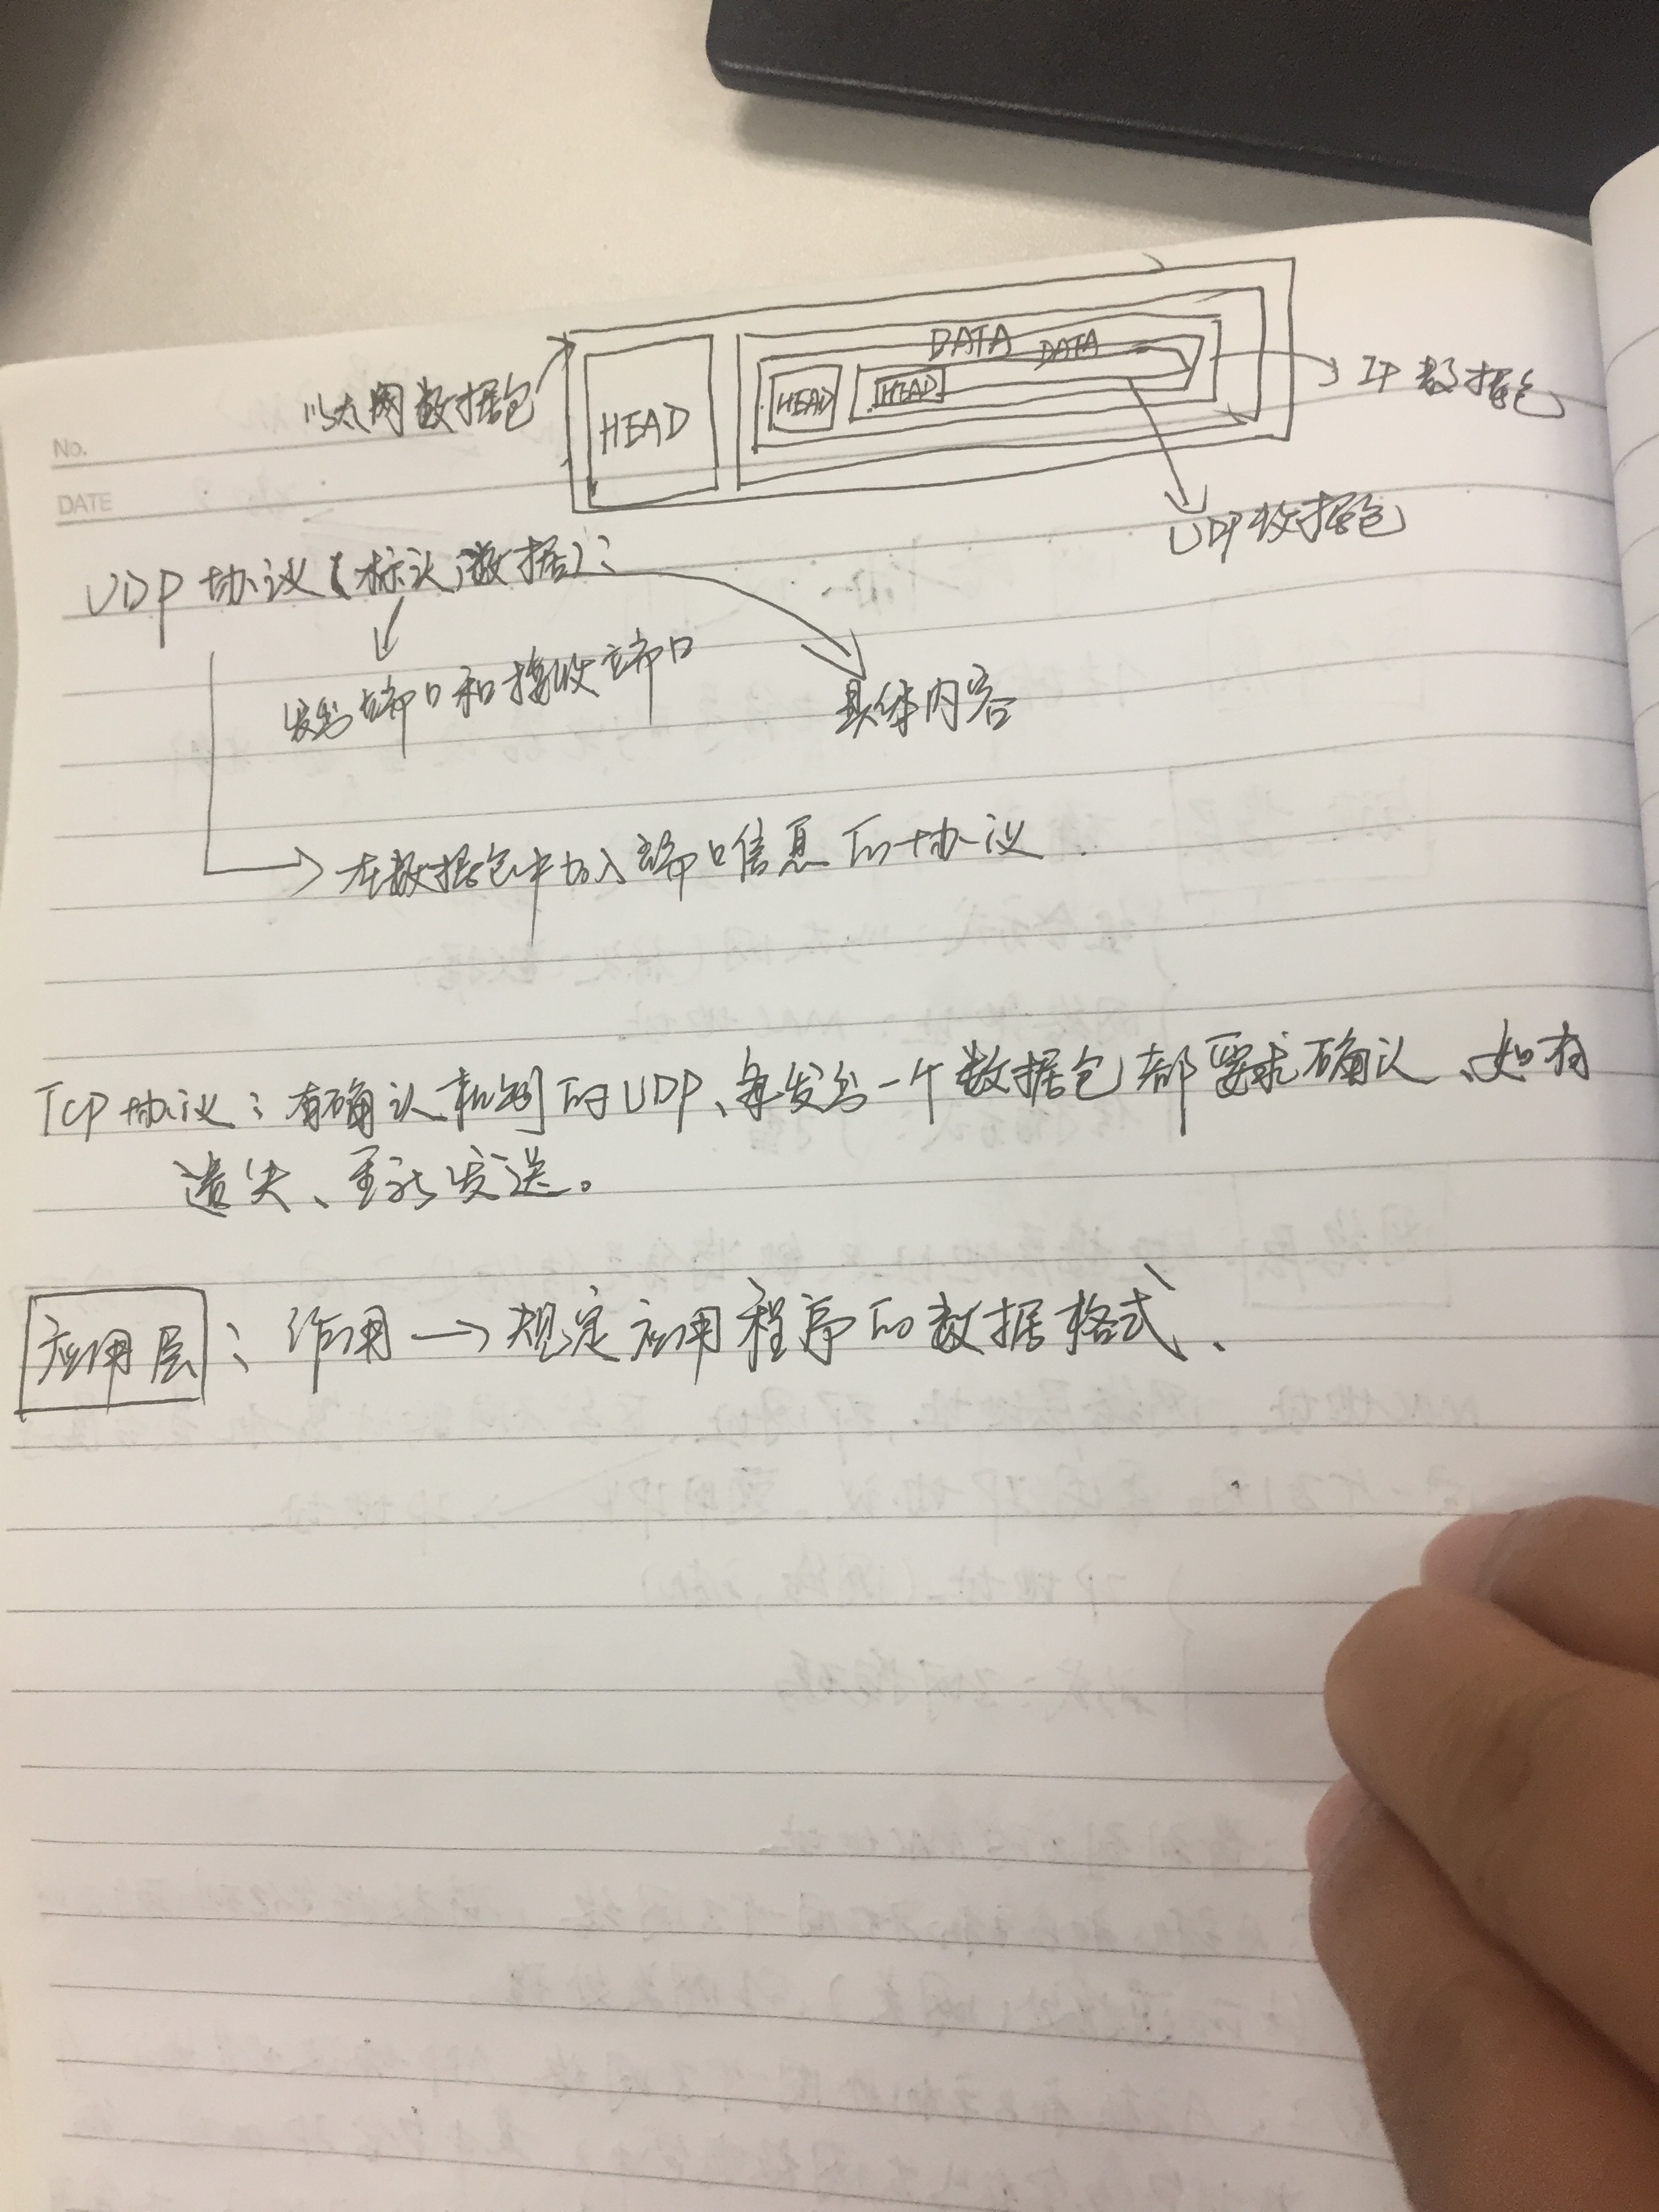 DATA
DATA
以太网数据包
HEAD
HEAD
HEAD
IP数据包
No.
DATE
UDP数据包
UDP协议(标认,数据):
发出端口和接收端口
具体内容
在数据包中加入端口信息的协议.
TCP协议:有确认机制的UDP、每发出一个数据包都要求确认、如有
遗失、重新发送。
应用层:作用→规定应用程序的数据格式、